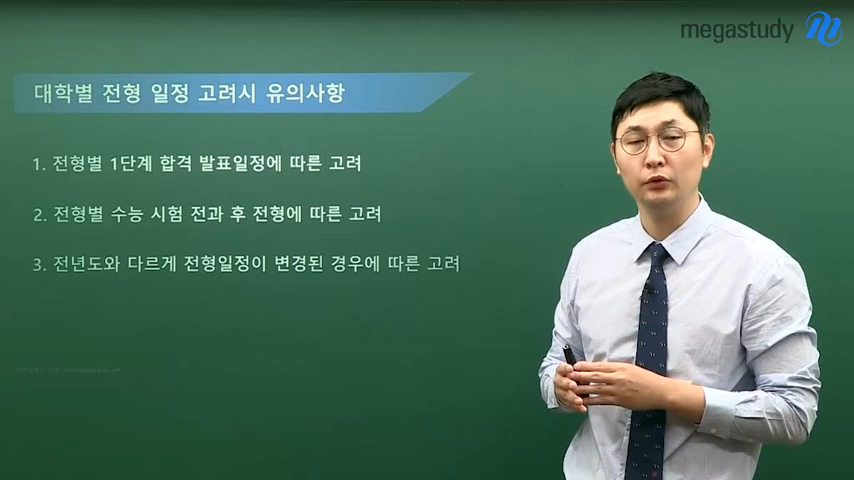 megastudy
대학별 전형 일정 고려시 유의사항
1. 전형별 1단계 합격 발표일정에 따른 고려
2. 전형별 수능 시험 전과 후 전형에 따른 고려
3. 전년도와 다르게 전형일정이 변경된 경우에 따른 고려